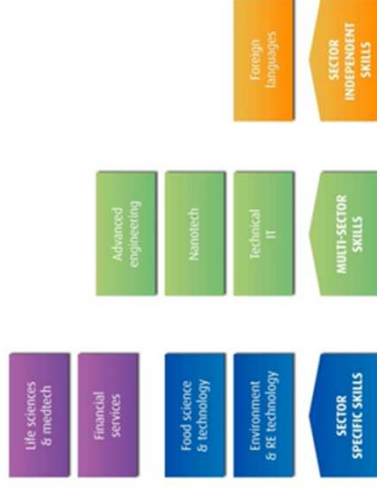 Life sciences
& medtech
Financial
services
Food science
& technology
Environment
& RE technology
SECTOR
SPECIFIC SKILLS
Advanced
engineering
Nanotech
Technical
IT
MULTI-SECTOR
SKILLS
Foreign
languages
SECTOR
INDEPENDENT
SKILLS